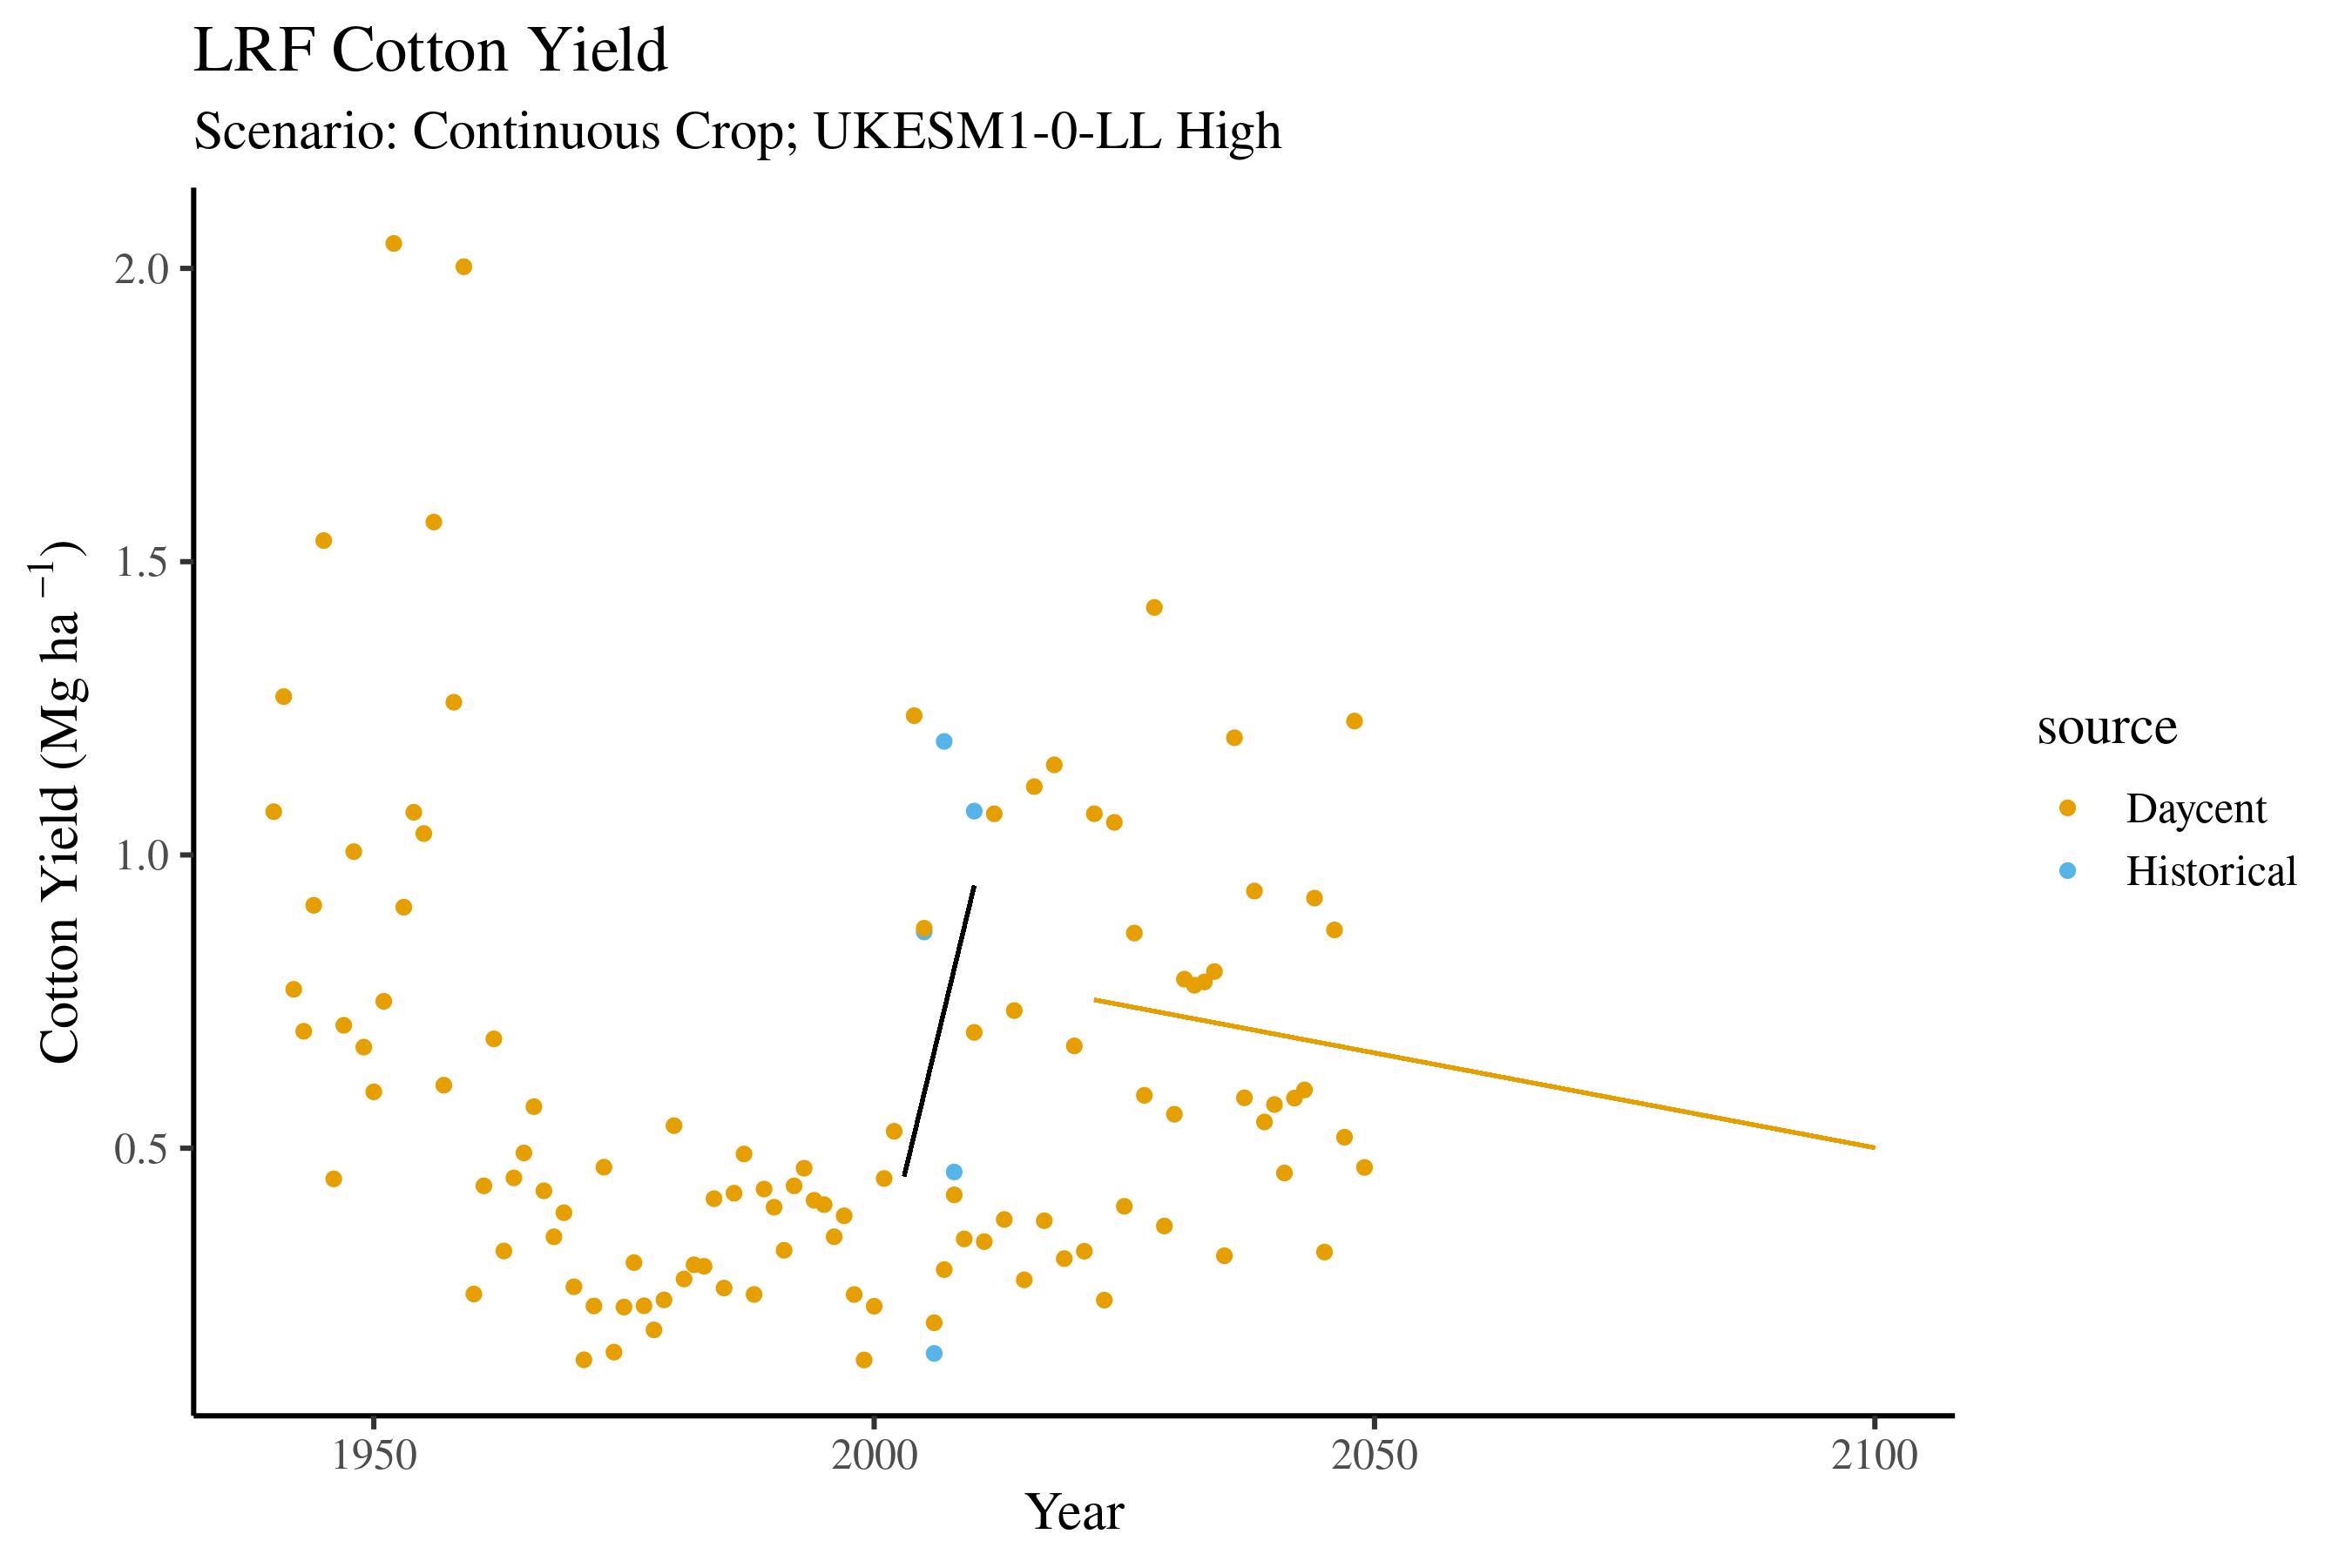 LRF Cotton Yield
Scenario: Continuous Crop; UKESM1-0-LL High
Cotton Yield (Mg ha −1)
2.0
1.5
1.0
0.5
1950 2000 2050 2100
Year
source
Daycent
Historical